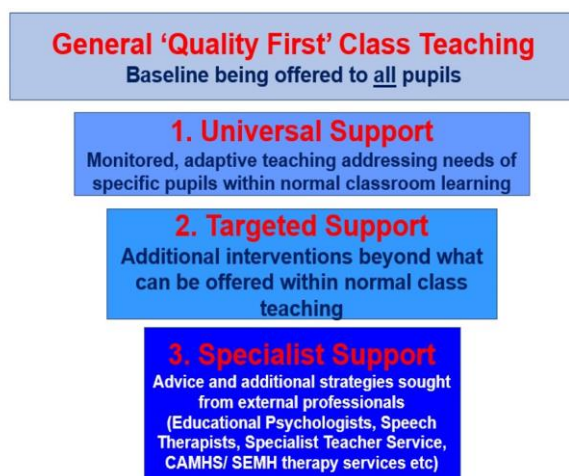 General ‘Quality First’ Class Teaching
Baseline being offered to all pupils
1. Universal Support
Monitored, adaptive teaching addressing needs of
specific pupils within normal classroom learning
2. Targeted Support
Additional interventions beyond what
can be offered within normal class
teaching
3. Specialist Support
Advice and additional strategies sought
from external professionals
(Educational Psychologists, Speech
Therapists, Specialist Teacher Service,
CAMHS/ SEMH therapy services etc)